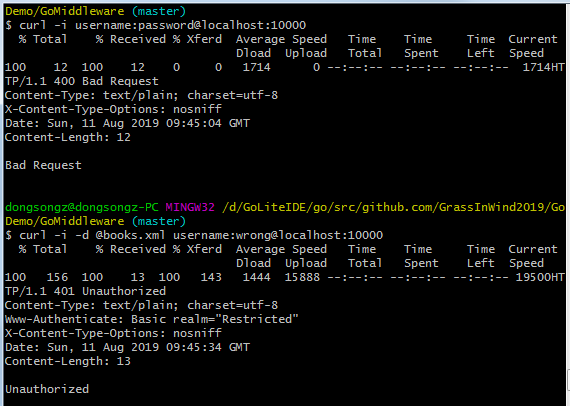 Demo/GoMiddleware (master)
$ curl -i username:password@localhost:10000
  % Total    % Received % Xferd  Average Speed   Time    Time     Time  Current
                                 Dload  Upload   Total   Spent    Left  Speed
100    12  100    12    0     0   1714      0 --:--:-- --:--:-- --:--:--  1714HT
TP/1.1 400 Bad Request
Content-Type: text/plain; charset=utf-8
X-Content-Type-Options: nosniff
Date: Sun, 11 Aug 2019 09:45:04 GMT
Content-Length: 12

Bad Request

dongsongz@dongsongz-PC MINGW32 /d/GoLiteIDE/go/src/github.com/GrassInWind2019/Go
Demo/GoMiddleware (master)
$ curl -i -d @books.xml username:wrong@localhost:10000
  % Total    % Received % Xferd  Average Speed   Time    Time     Time  Current
                                 Dload  Upload   Total   Spent    Left  Speed
100   156  100    13  100   143   1444  15888 --:--:-- --:--:-- --:--:-- 19500HT
TP/1.1 401 Unauthorized
Content-Type: text/plain; charset=utf-8
Www-Authenticate: Basic realm="Restricted"
X-Content-Type-Options: nosniff
Date: Sun, 11 Aug 2019 09:45:34 GMT
Content-Length: 13

Unauthorized